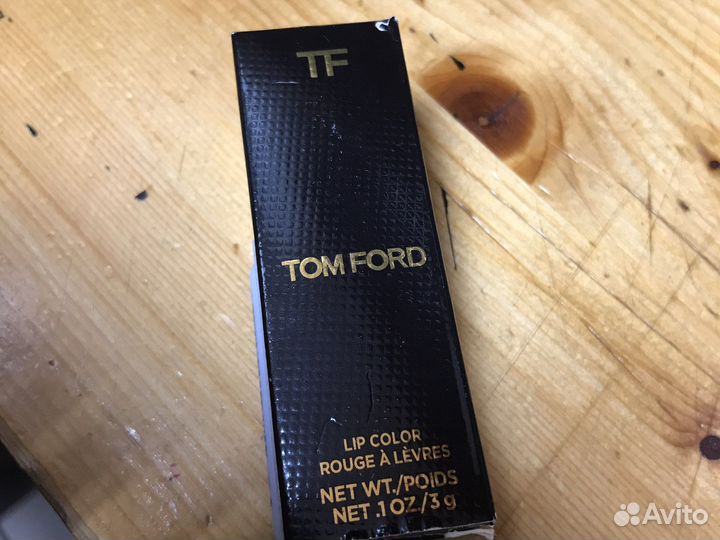 TF
TOM FORD
LIP COLOR
ROUGE À LÈVRES
NET WT./POIDS
NET .1 OZ./3 g
Avito